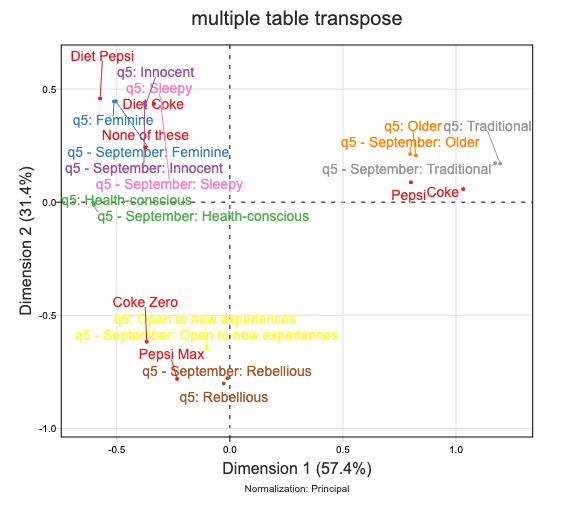 multiple table transpose
Diet Pepsi
q5: Innocent
q5: Sleepy
Diet Coke
q5: Feminine
None of these
q5 - September: Feminine
q5 - September: Innocent
q5 - September: Sleepy
q5: Health-conscious
q5 - September: Health-conscious
q5: Older
q5: Traditional
q5 - September: Older
q5 - September: Traditional
Pepsi
Coke
Coke Zero
q5: Open to new experiences
q5 - September: Open to new experiences
Pepsi Max
q5 - September: Rebellious
q5: Rebellious
0.5
0.0
-0.5
-1.0
Dimension 2 (31.4%)
-0.5
0.0
0.5
1.0
Dimension 1 (57.4%)
Normalization: Principal